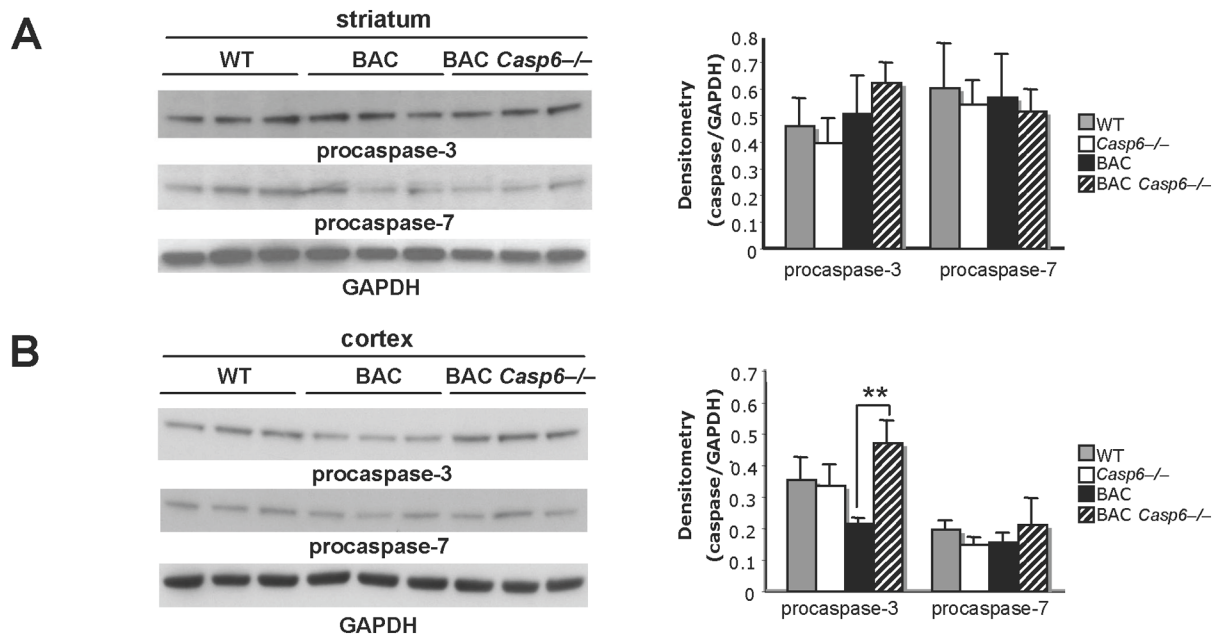 A
striatum
WT BAC BAC Casp6–/–
procaspase-3
procaspase-7
GAPDH
Densitometry
(caspase/GAPDH)
0.8
0.7
0.6
0.5
0.4
0.3
0.2
0.1
0
procaspase-3 procaspase-7
WT
Casp6–/–
BAC
BAC Casp6–/–
B
cortex
WT BAC BAC Casp6–/–
procaspase-3
procaspase-7
GAPDH
Densitometry
(caspase/GAPDH)
0.7
0.6
0.5
0.4
0.3
0.2
0.1
0
**
procaspase-3 procaspase-7
WT
Casp6–/–
BAC
BAC Casp6–/–